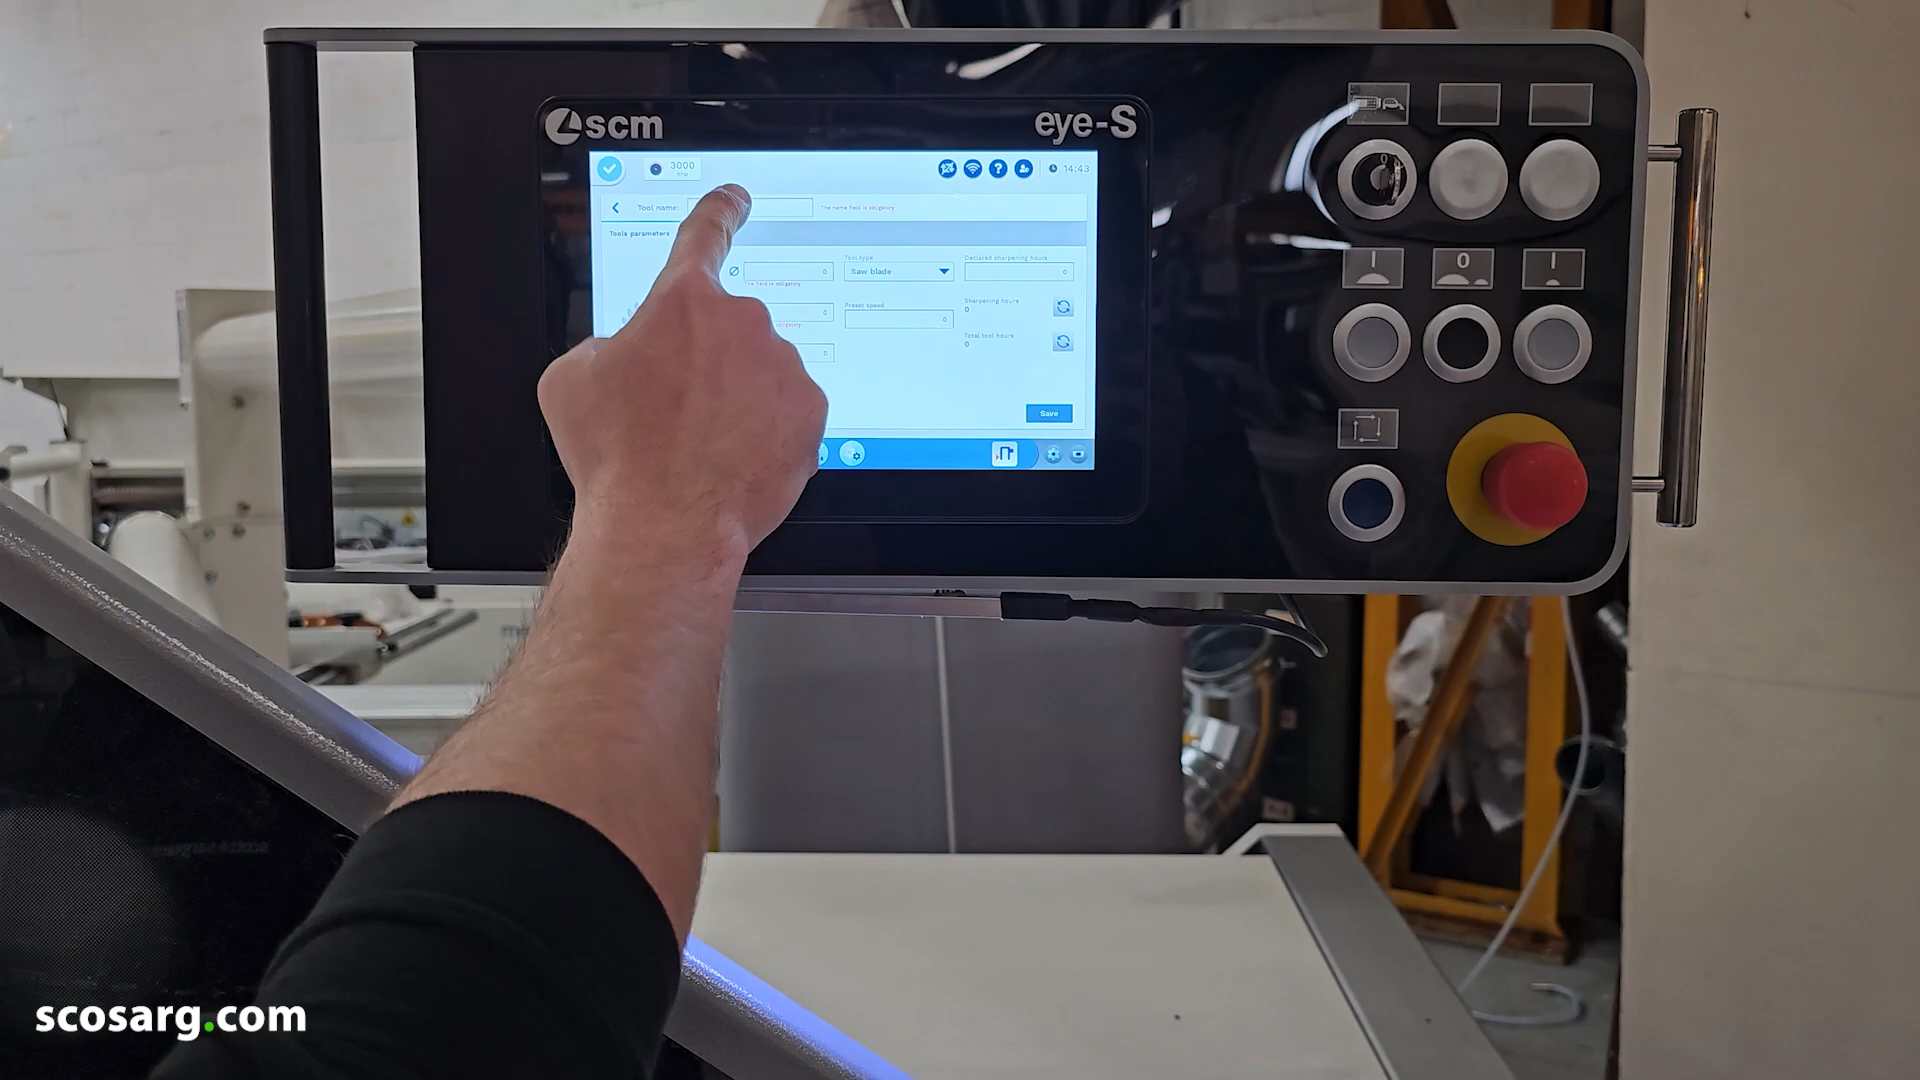 scm
eye-S
3000
RPM
14:43
Tool name:
The name field is obligatory
Tools parameters
Tool type
Declared sharpening hours
Ø
0
Saw blade
0
The field is obligatory
Preset speed
Sharpening hours
0
0
0
obligatory
Total tool hours
0
0
Save
0
scosarg.com